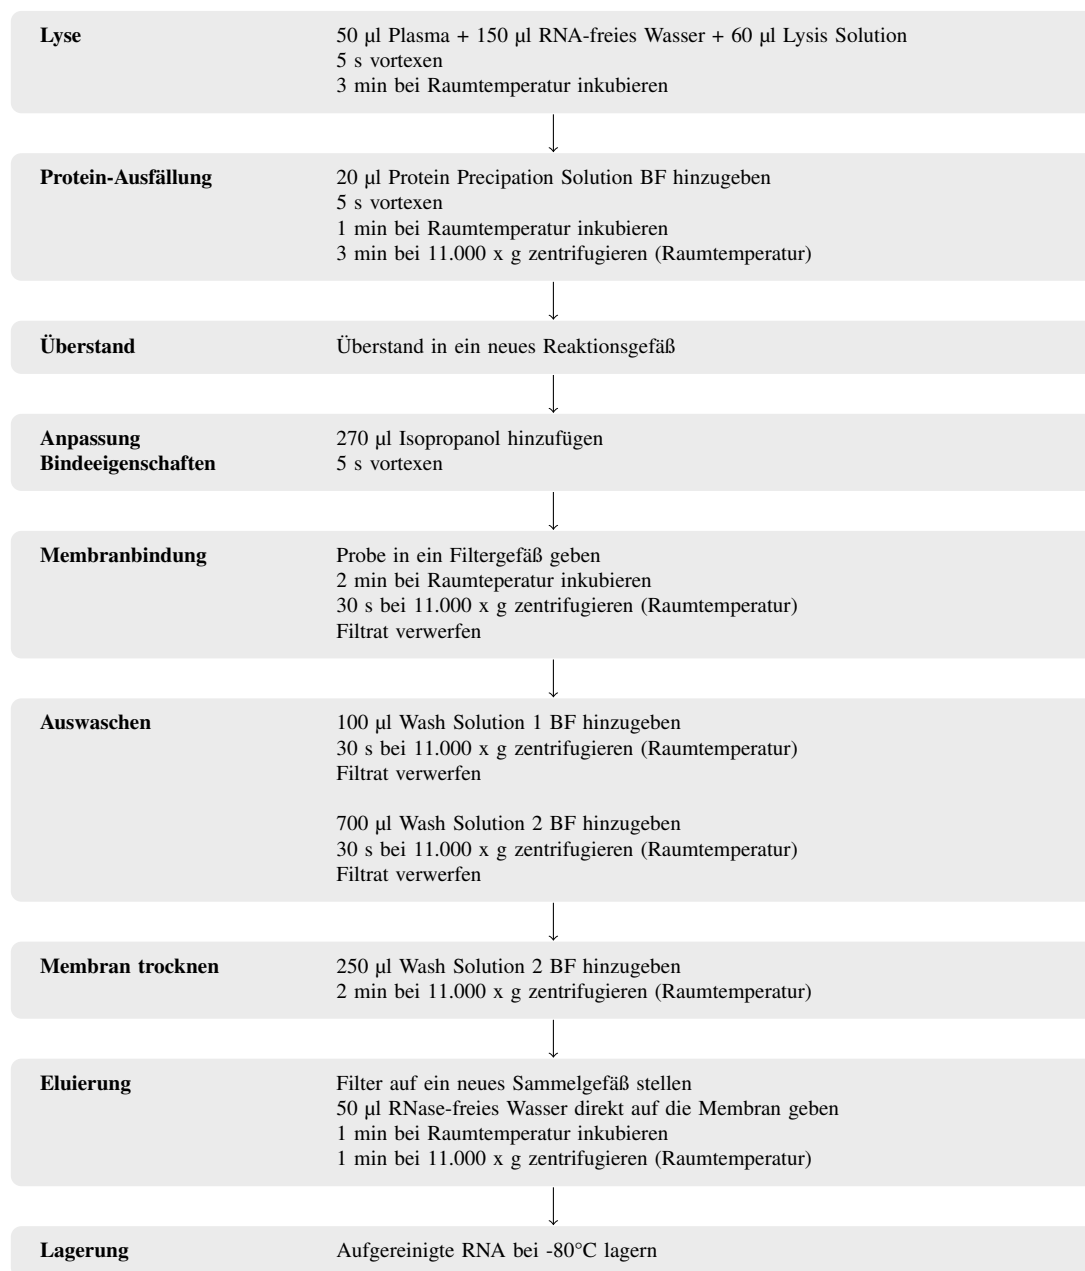 Lyse
50 µl Plasma + 150 µl RNA-freies Wasser + 60 µl Lysis Solution
5 s vortexen
3 min bei Raumtemperatur inkubieren
Protein-Ausfällung
20 µl Protein Precipation Solution BF hinzugeben
5 s vortexen
1 min bei Raumtemperatur inkubieren
3 min bei 11.000 x g zentrifugieren (Raumtemperatur)
Überstand
Überstand in ein neues Reaktionsgefäß
Anpassung
Bindeeigenschaften
270 µl Isopropanol hinzufügen
5 s vortexen
Membranbindung
Probe in ein Filtergefäß geben
2 min bei Raumteperatur inkubieren
30 s bei 11.000 x g zentrifugieren (Raumtemperatur)
Filtrat verwerfen
Auswaschen
100 µl Wash Solution 1 BF hinzugeben
30 s bei 11.000 x g zentrifugieren (Raumtemperatur)
Filtrat verwerfen
700 µl Wash Solution 2 BF hinzugeben
30 s bei 11.000 x g zentrifugieren (Raumtemperatur)
Filtrat verwerfen
Membran trocknen
250 µl Wash Solution 2 BF hinzugeben
2 min bei 11.000 x g zentrifugieren (Raumtemperatur)
Eluierung
Filter auf ein neues Sammelgefäß stellen
50 µl RNase-freies Wasser direkt auf die Membran geben
1 min bei Raumtemperatur inkubieren
1 min bei 11.000 x g zentrifugieren (Raumtemperatur)
Lagerung
Aufgereinigte RNA bei -80°C lagern